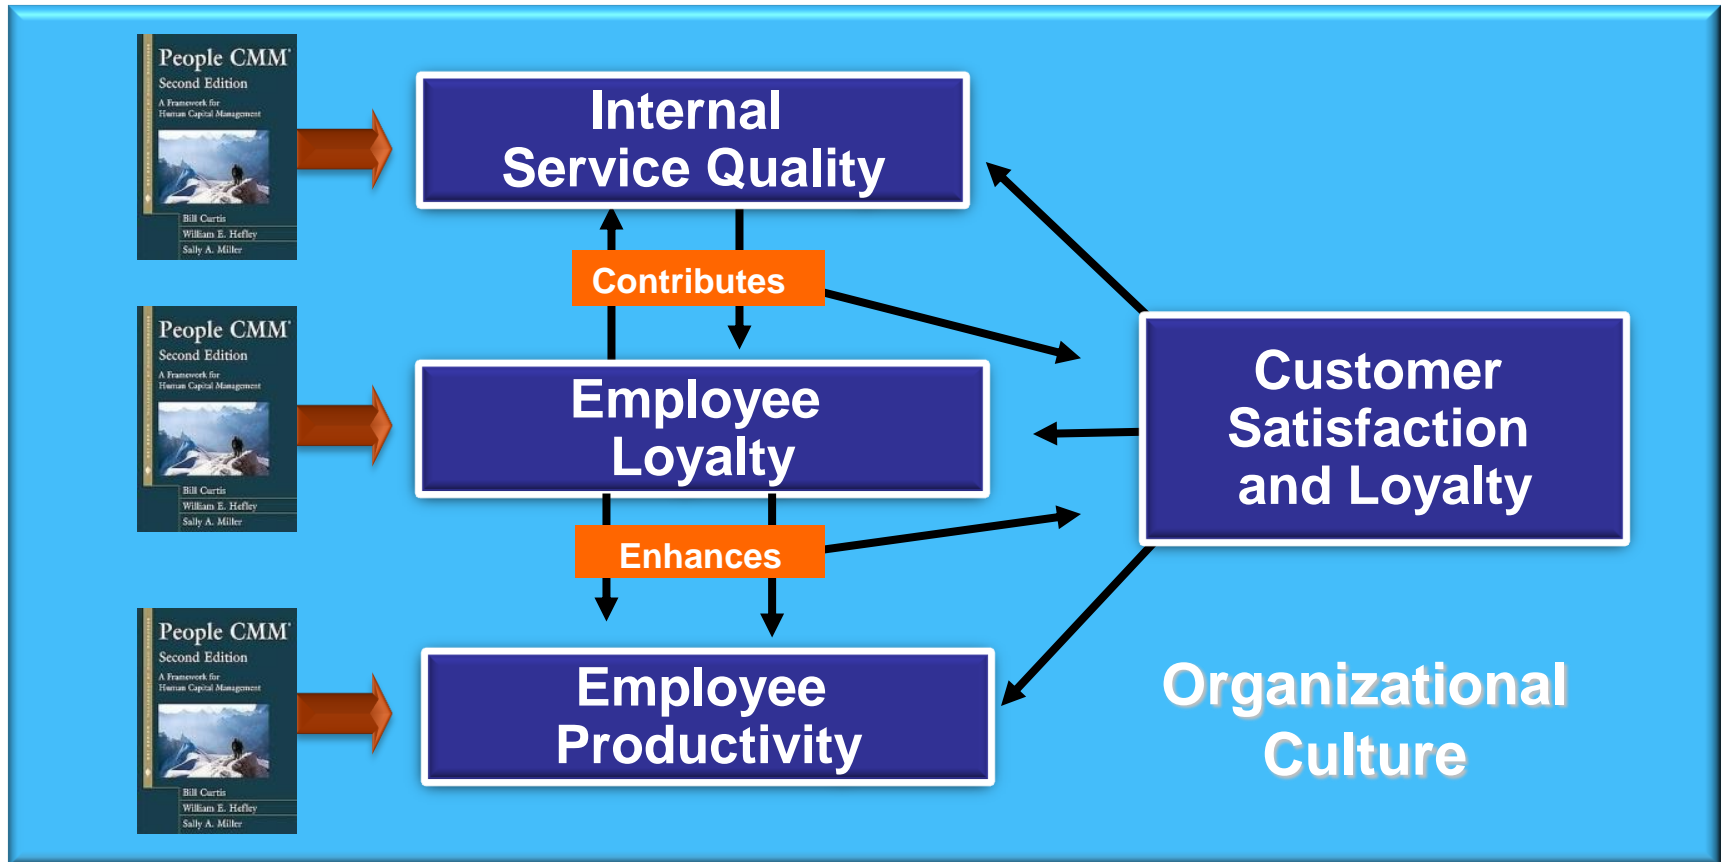 People CMM®
Second Edition
A Framework for
Human Capital Management
Bill Curtis
William E. Hefley
Sally A. Miller
Internal
Service Quality
Contributes
People CMM®
Second Edition
A Framework for
Human Capital Management
Bill Curtis
William E. Hefley
Sally A. Miller
Employee
Loyalty
Customer
Satisfaction
and Loyalty
Enhances
People CMM®
Second Edition
A Framework for
Human Capital Management
Bill Curtis
William E. Hefley
Sally A. Miller
Employee
Productivity
Organizational
Culture